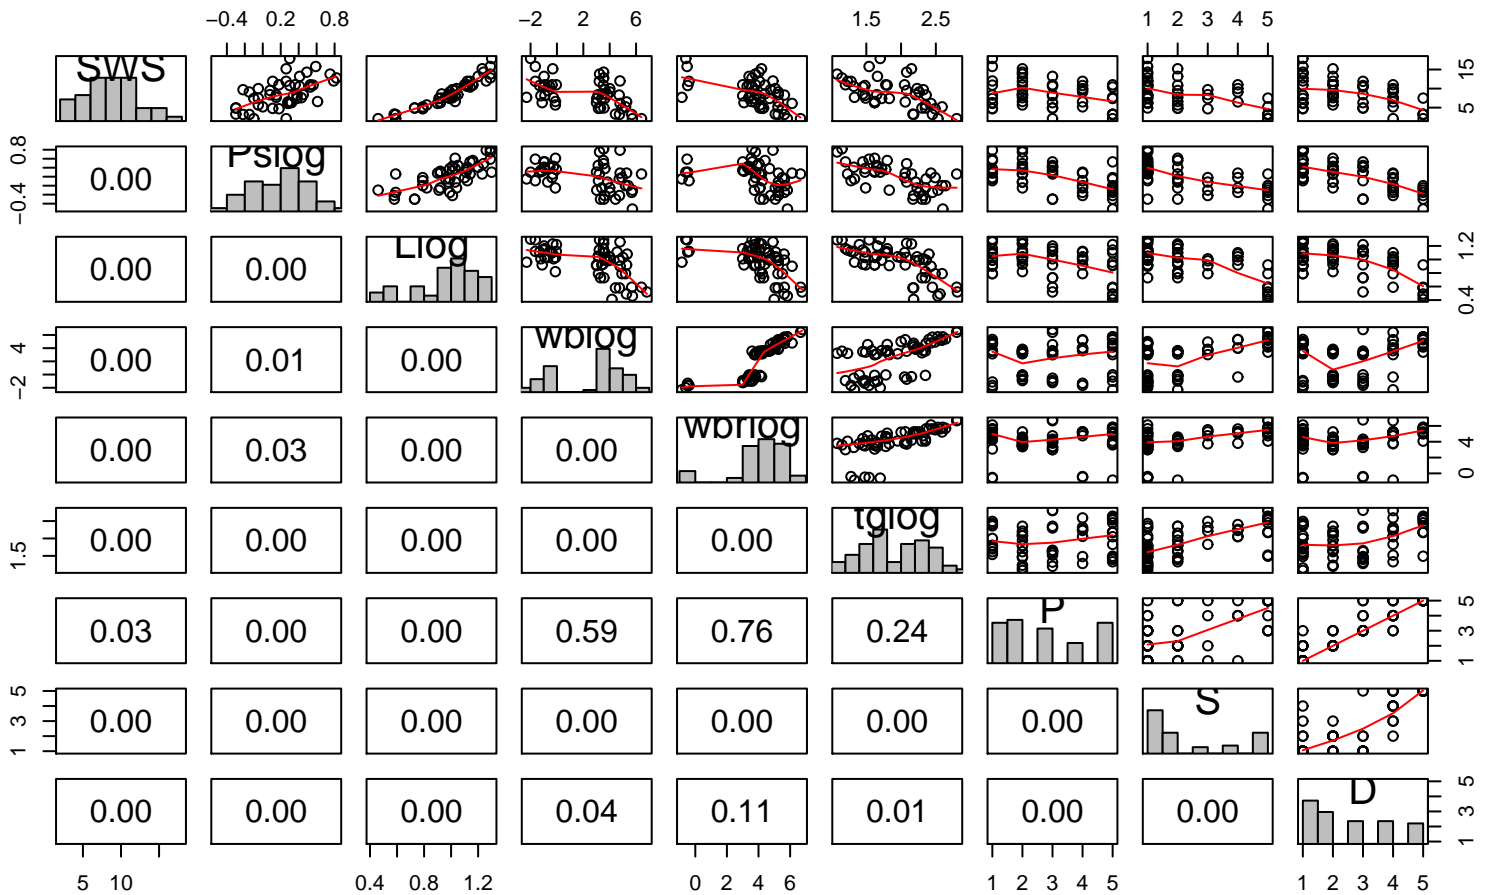 −0.4 0.2 0.8 −2 2 6 1.5 2.5 1 2 3 4 5
SWS 5 15
−0.4 0.8 0.00 Pslog
0.00 0.00 Llog 0.4 1.2
−2 4 0.00 0.01 0.00 wblog
0.00 0.03 0.00 0.00 wbrlog 0 4
1.5 0.00 0.00 0.00 0.00 0.00 tglog
0.03 0.00 0.00 0.59 0.76 0.24 P 1 3 5
1 3 5 0.00 0.00 0.00 0.00 0.00 0.00 0.00 S
0.00 0.00 0.00 0.04 0.11 0.01 0.00 0.00 D 1 3 5
5 10 0.4 0.8 1.2 0 2 4 6 1 2 3 4 5 1 2 3 4 5